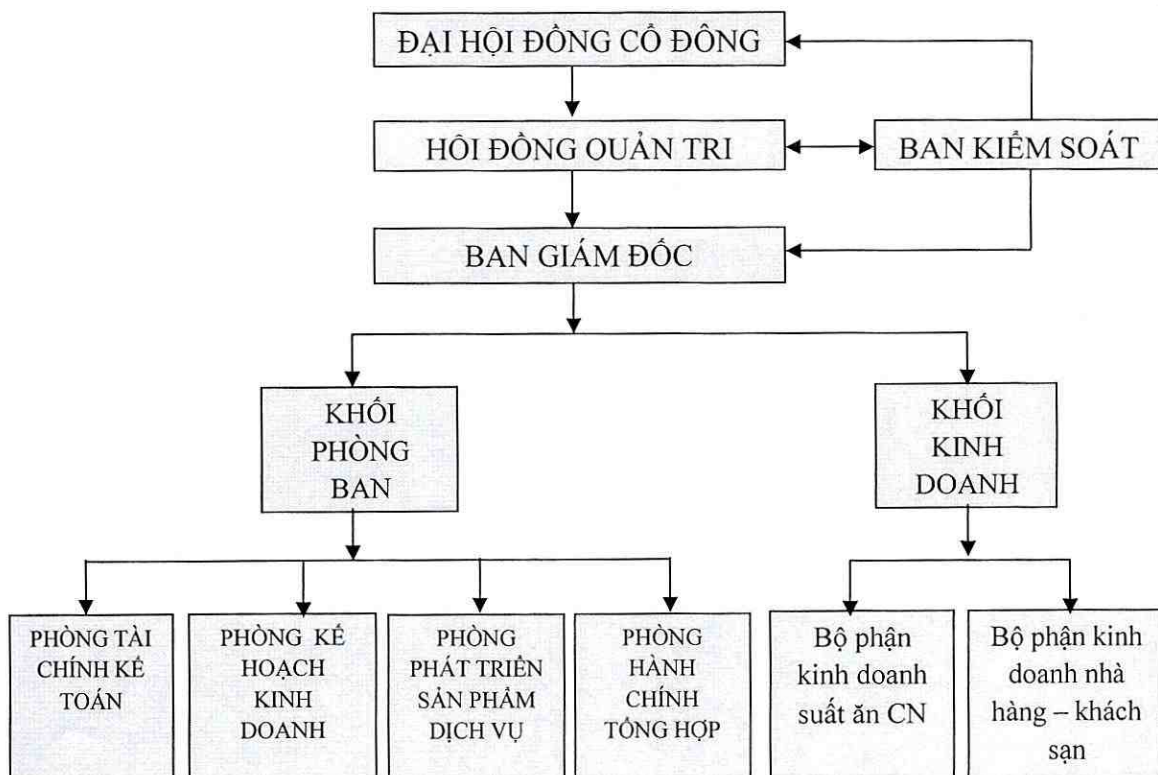 ĐẠI HỘI ĐỒNG CỔ ĐÔNG
HÔI ĐỒNG QUẢN TRI
BAN KIỂM SOÁT
BAN GIÁM ĐỐC
KHỐI
PHÒNG
BAN
KHỐI
KINH
DOANH
PHÒNG TÀI
CHÍNH KẾ
TOÁN
PHÒNG KẾ
HOẠCH
KINH
DOANH
PHÒNG
PHÁT TRIỂN
SẢN PHẨM
DỊCH VỤ
PHÒNG
HÀNH
CHÍNH
TỔNG HỢP
Bộ phận
kinh doanh
suất ăn CN
Bộ phận kinh
doanh nhà
hàng – khách
sạn